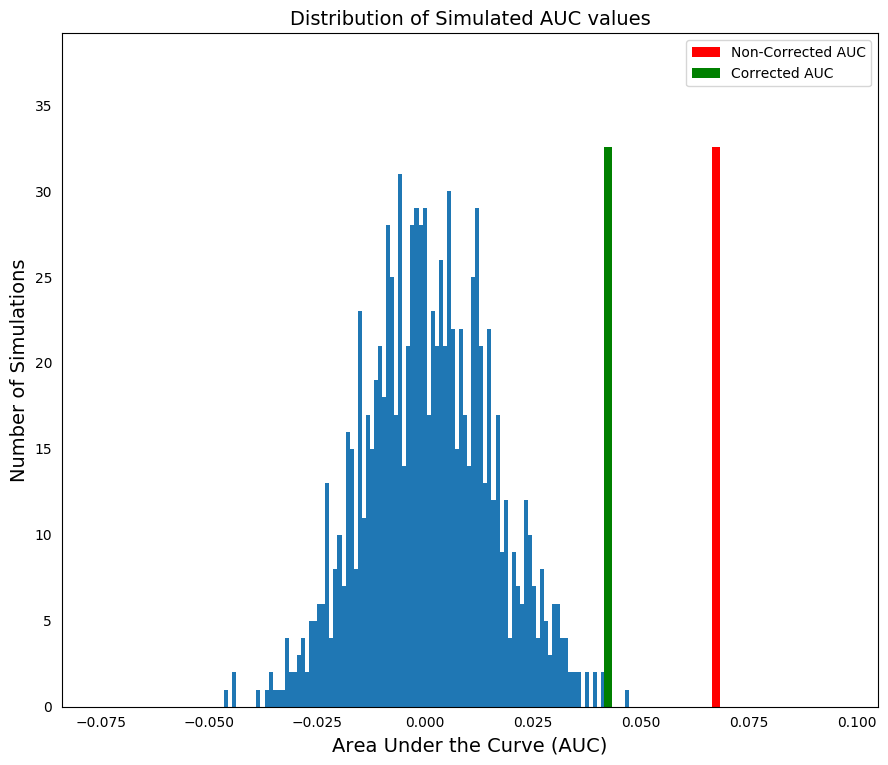 Distribution of Simulated AUC values
Non-Corrected AUC
Corrected AUC
35
30
25
20
15
10
5
0
Number of Simulations
−0.075 −0.050 −0.025 0.000 0.025 0.050 0.075 0.100
Area Under the Curve (AUC)